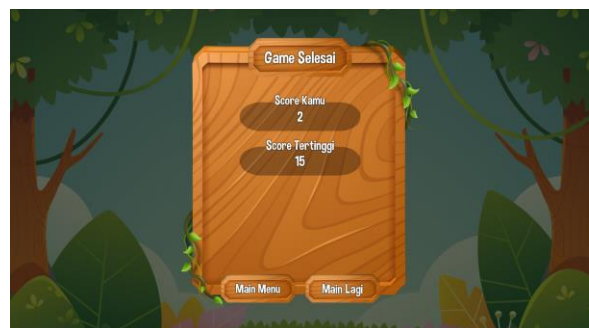 Game Selesai
Score Kamu
2
Score Tertinggi
15
Main Menu
Main Lagi